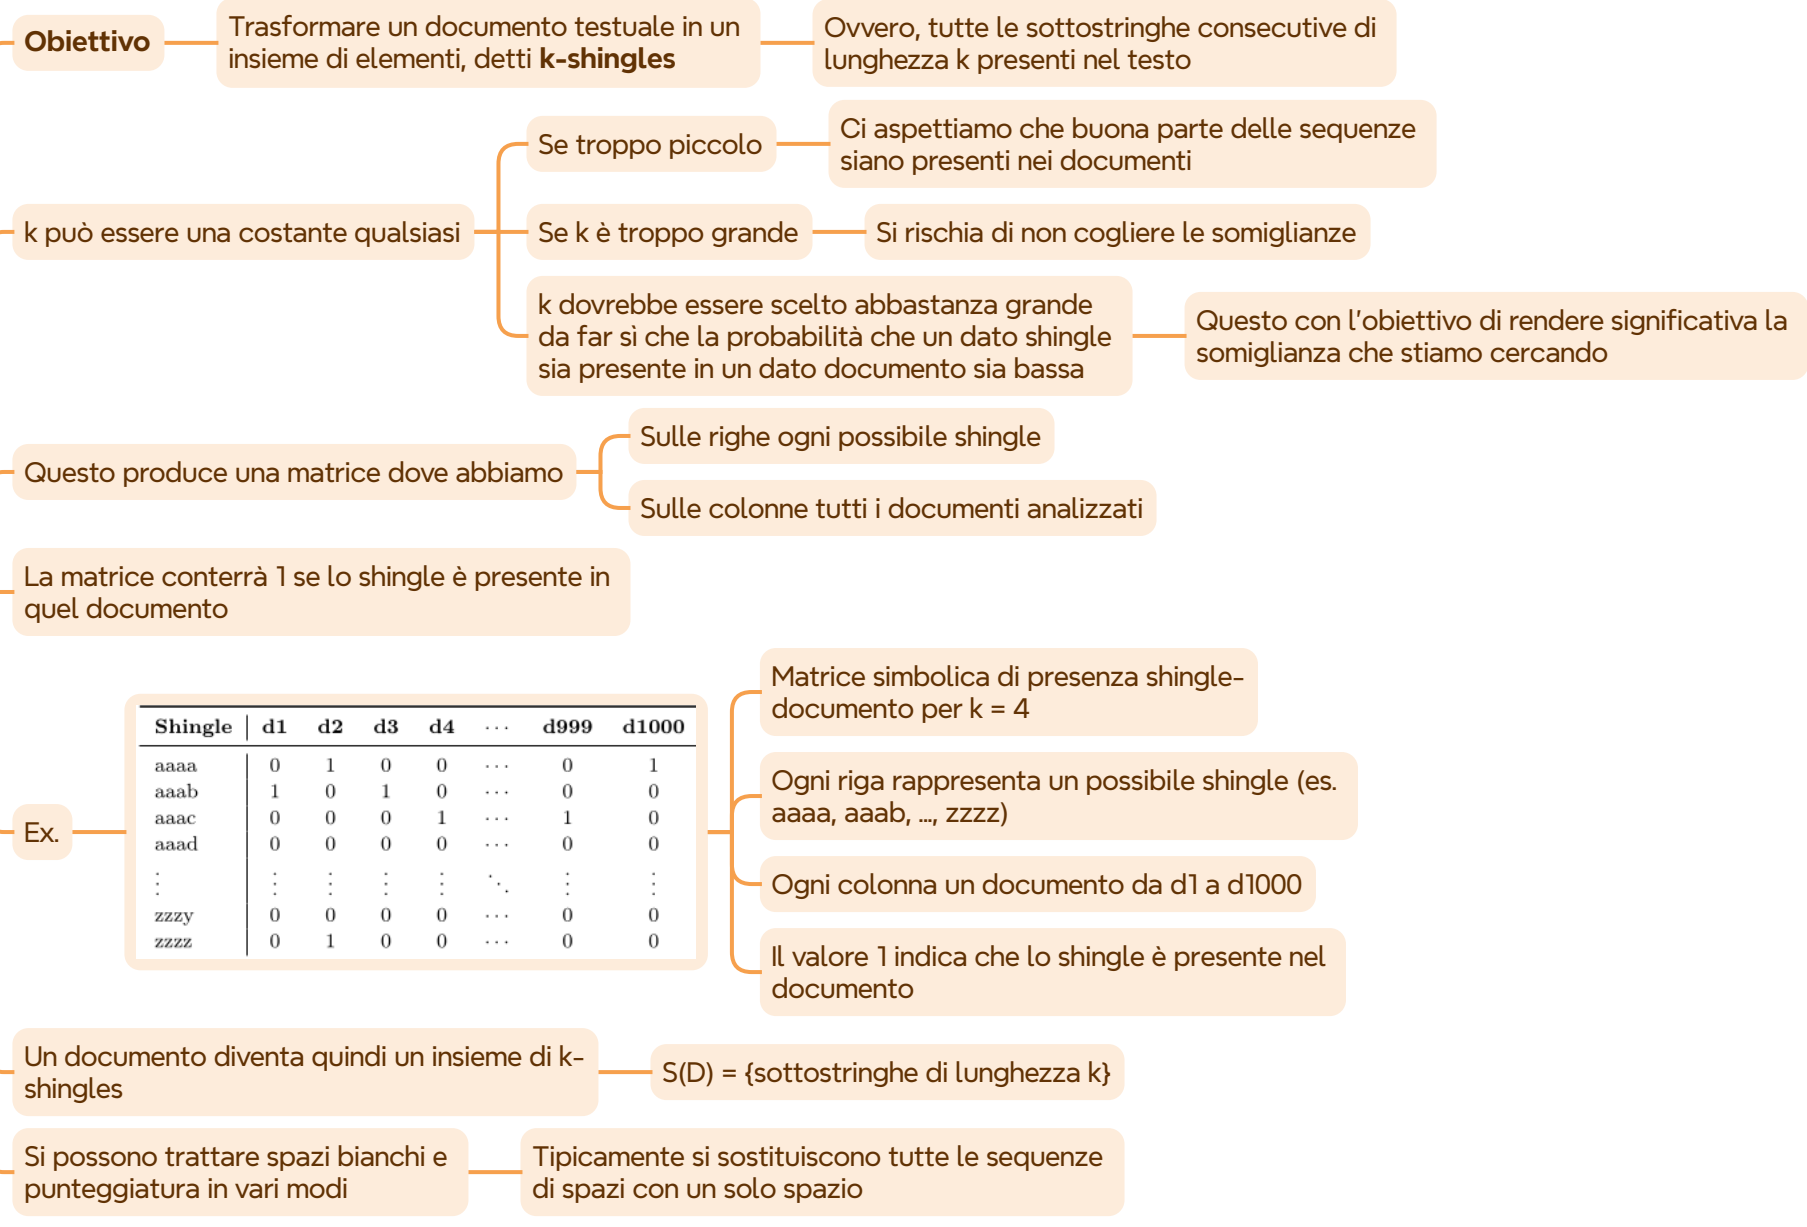 Obiettivo
Trasformare un documento testuale in un
insieme di elementi, detti k-shingles
Ovvero, tutte le sottostringhe consecutive di
lunghezza k presenti nel testo
k può essere una costante qualsiasi
Se troppo piccolo
Ci aspettiamo che buona parte delle sequenze
siano presenti nei documenti
Se k è troppo grande
Si rischia di non cogliere le somiglianze
k dovrebbe essere scelto abbastanza grande
da far sì che la probabilità che un dato shingle
sia presente in un dato documento sia bassa
Questo con l'obiettivo di rendere significativa la
somiglianza che stiamo cercando
Questo produce una matrice dove abbiamo
Sulle righe ogni possibile shingle
Sulle colonne tutti i documenti analizzati
La matrice conterrà 1 se lo shingle è presente in
quel documento
Ex.
Shingle d1 d2 d3 d4 ⋯ d999 d1000
aaaa 0 1 0 0 ⋯ 0 1
aaab 1 0 1 0 ⋯ 0 0
aaac 0 0 0 1 ⋯ 1 0
aaad 0 0 0 0 ⋯ 0 0
⋮ ⋮ ⋮ ⋮ ⋮ ⋱ ⋮ ⋮
zzzy 0 0 0 0 ⋯ 0 0
zzzz 0 1 0 0 ⋯ 0 0
Matrice simbolica di presenza shingle-
documento per k = 4
Ogni riga rappresenta un possibile shingle (es.
aaaa, aaab, ..., zzzz)
Ogni colonna un documento da d1 a d1000
Il valore 1 indica che lo shingle è presente nel
documento
Un documento diventa quindi un insieme di k-
shingles
S(D) = {sottostringhe di lunghezza k}
Si possono trattare spazi bianchi e
punteggiatura in vari modi
Tipicamente si sostituiscono tutte le sequenze
di spazi con un solo spazio